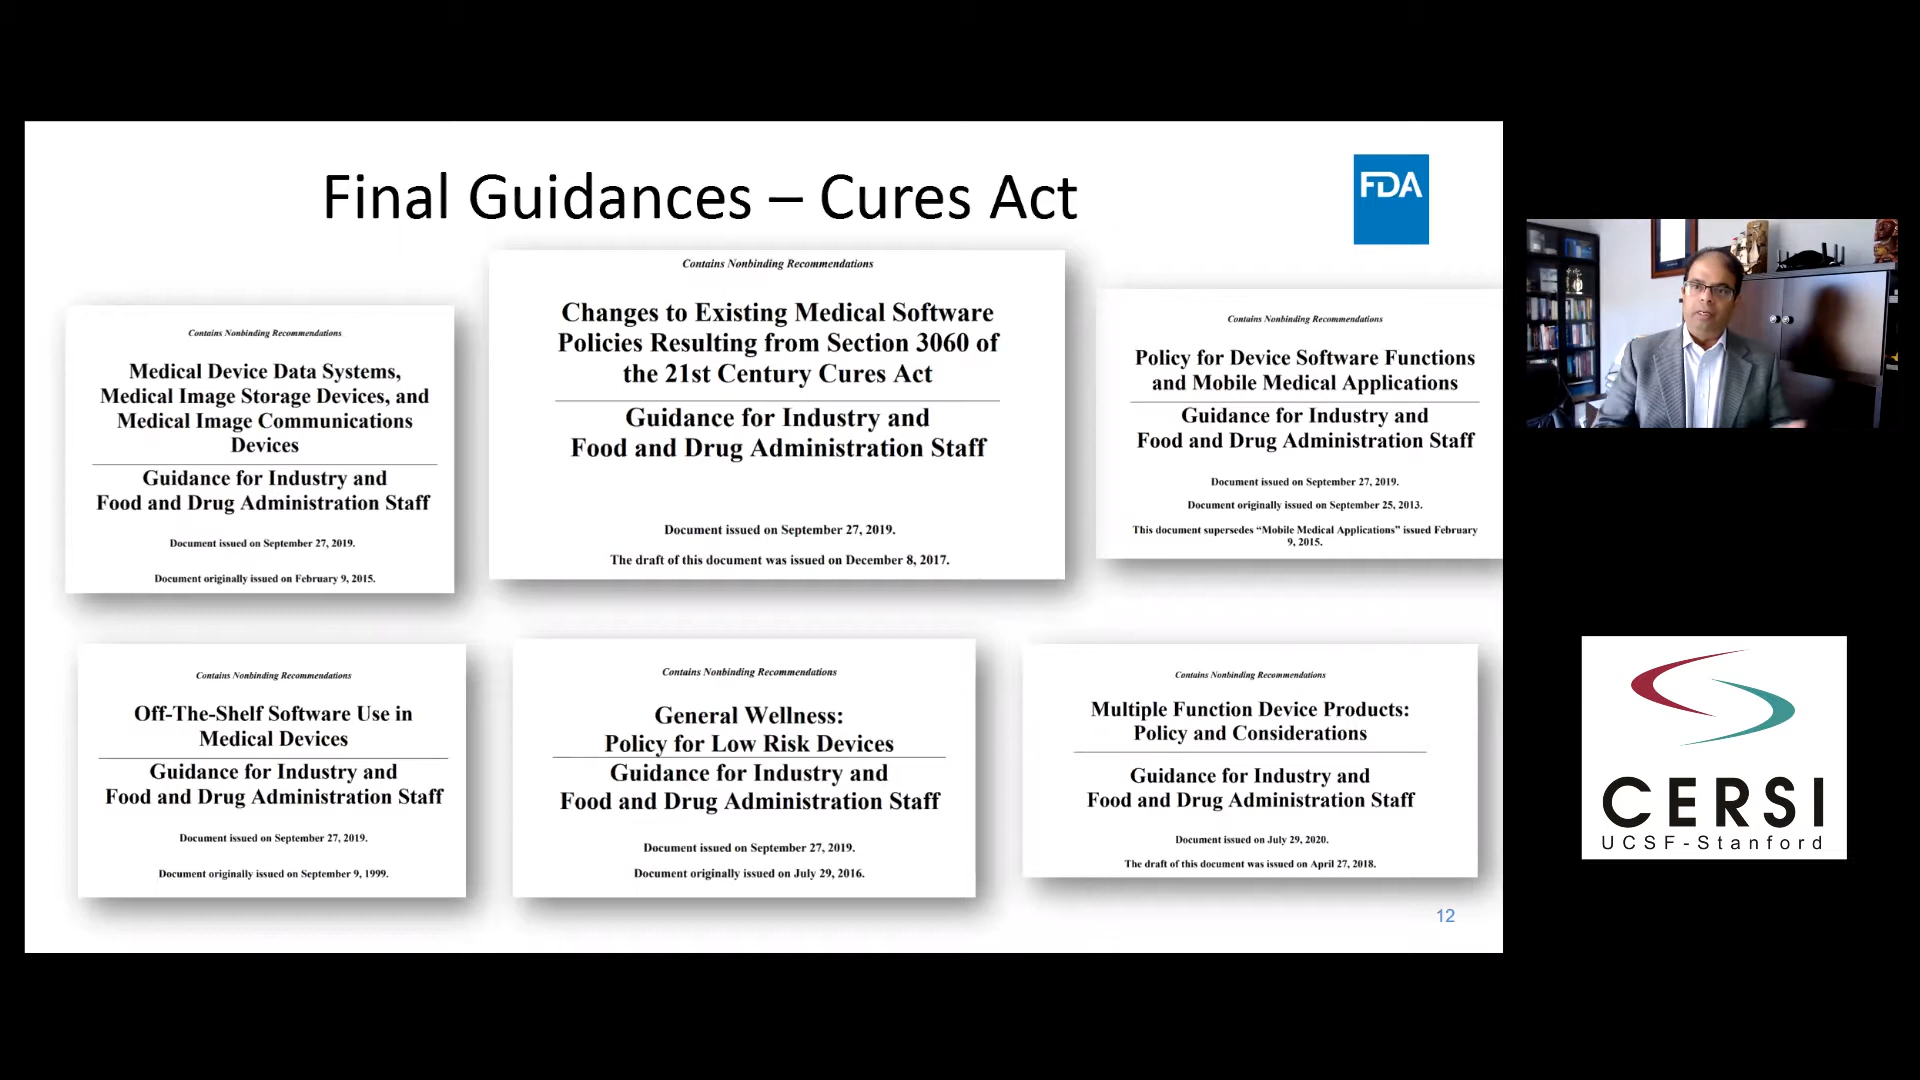 Final Guidances – Cures Act
FDA
Contains Nonbinding Recommendations
Medical Device Data Systems,
Medical Image Storage Devices, and
Medical Image Communications
Devices
Guidance for Industry and
Food and Drug Administration Staff
Document issued on September 27, 2019.
Document originally issued on February 9, 2015.
Contains Nonbinding Recommendations
Changes to Existing Medical Software
Policies Resulting from Section 3060 of
the 21st Century Cures Act
Guidance for Industry and
Food and Drug Administration Staff
Document issued on September 27, 2019.
The draft of this document was issued on December 8, 2017.
Contains Nonbinding Recommendations
Policy for Device Software Functions
and Mobile Medical Applications
Guidance for Industry and
Food and Drug Administration Staff
Document issued on September 27, 2019.
Document originally issued on September 25, 2013.
This document supersedes “Mobile Medical Applications” issued February
9, 2015.
Contains Nonbinding Recommendations
Off-The-Shelf Software Use in
Medical Devices
Guidance for Industry and
Food and Drug Administration Staff
Document issued on September 27, 2019.
Document originally issued on September 9, 1999.
Contains Nonbinding Recommendations
General Wellness:
Policy for Low Risk Devices
Guidance for Industry and
Food and Drug Administration Staff
Document issued on September 27, 2019.
Document originally issued on July 29, 2016.
Contains Nonbinding Recommendations
Multiple Function Device Products:
Policy and Considerations
Guidance for Industry and
Food and Drug Administration Staff
Document issued on July 29, 2020.
The draft of this document was issued on April 27, 2018.
12
CERSI
UCSF-Stanford